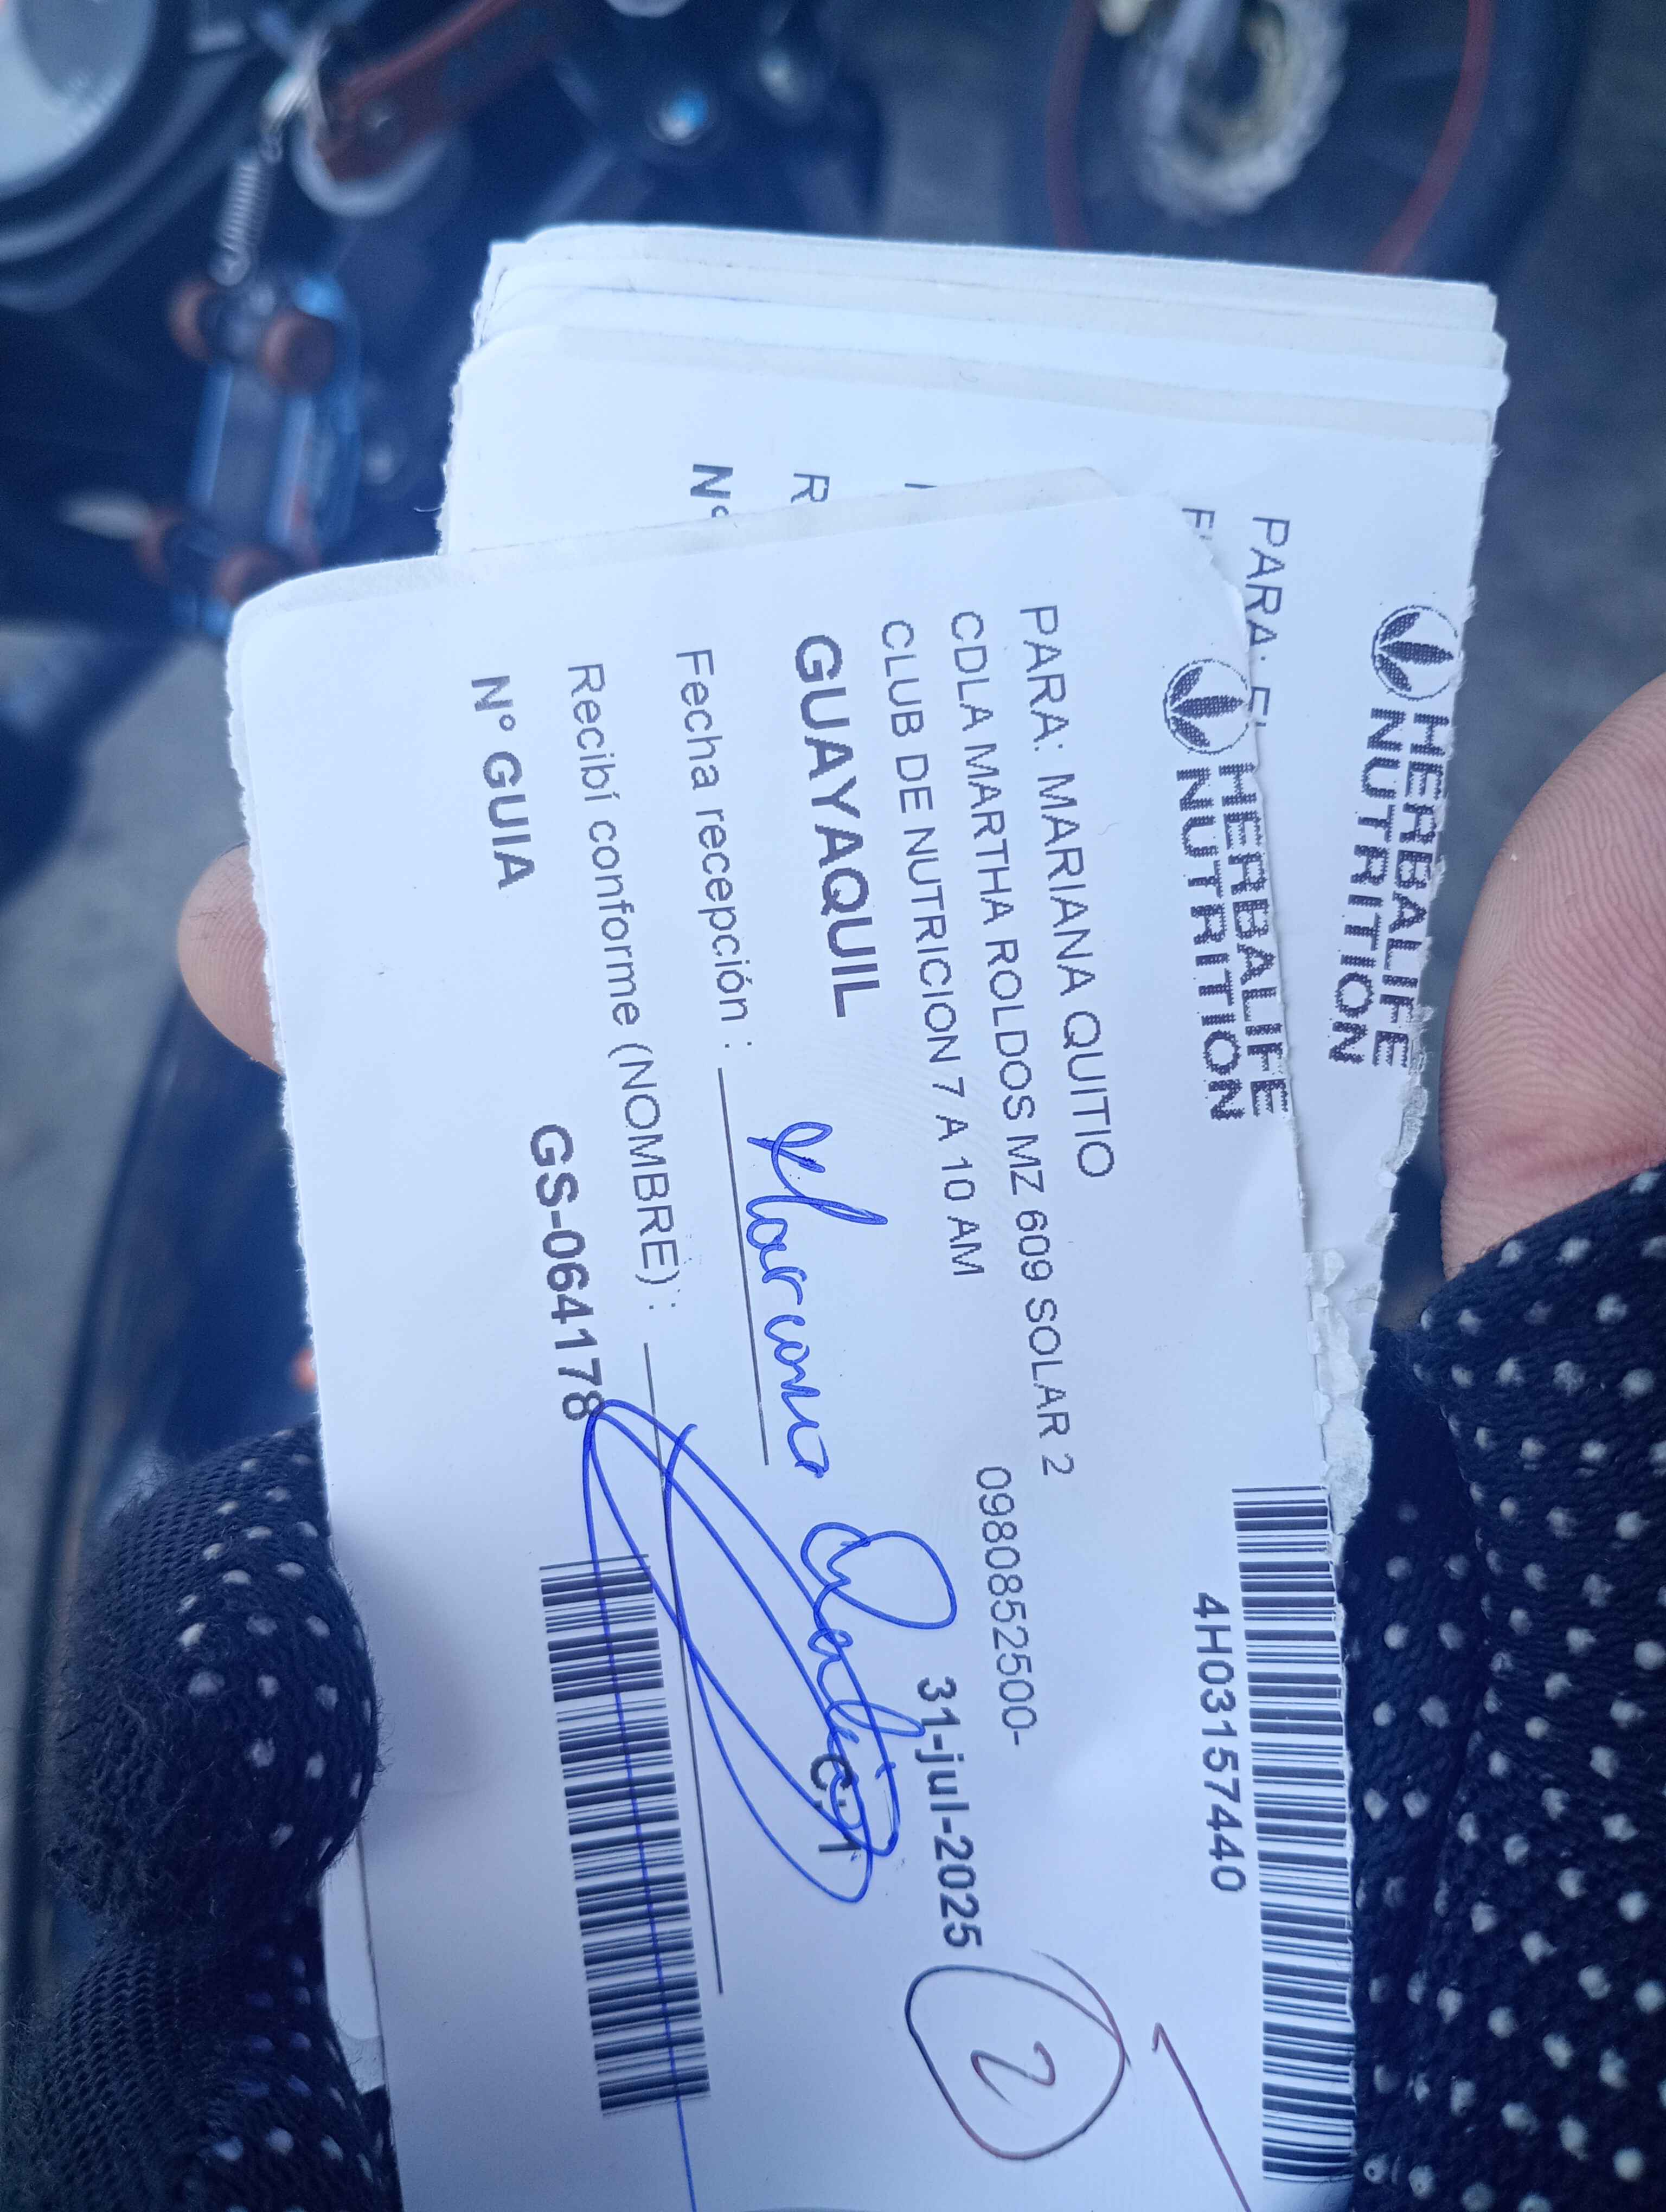 HERBALIFE
NUTRITION
PARA:
N°
R
HERBALIFE
NUTRITION
4H03157440
PARA: MARIANA QUITIO
CDLA MARTHA ROLDOS MZ 609 SOLAR 2
CLUB DE NUTRICION 7 A 10 AM 0980852500-
GUAYAQUIL 31-jul-2025
2
Fecha recepción :
Recibí conforme (NOMBRE) :
N° GUIA GS-064178